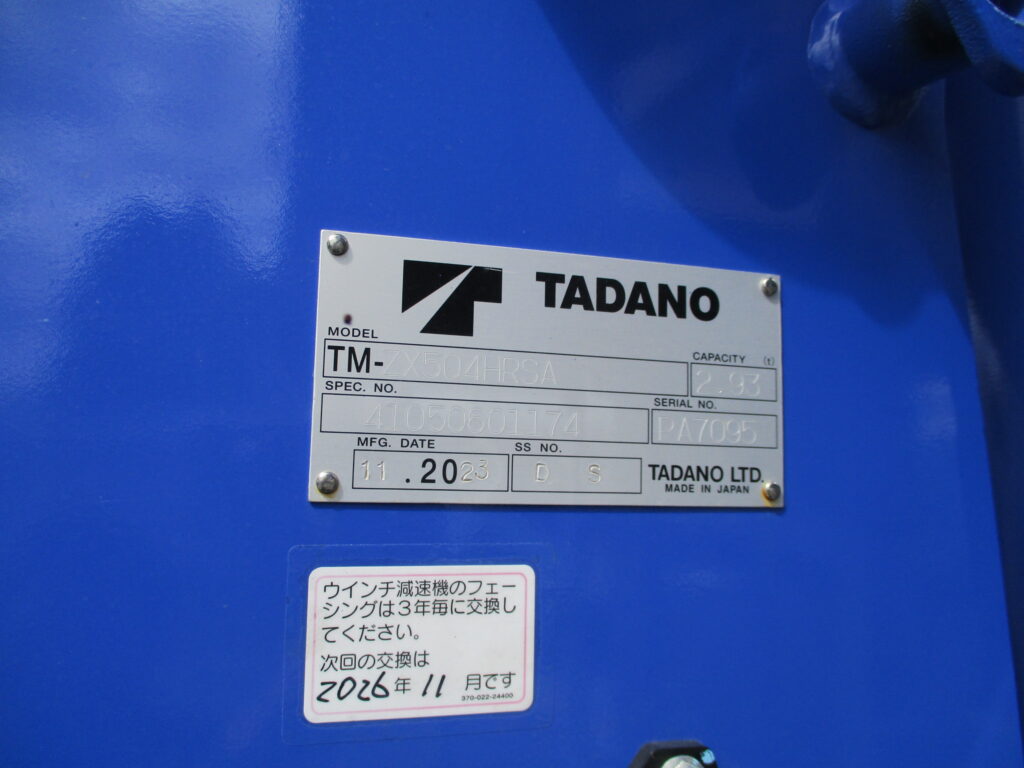 TADANO
MODEL
TM-ZX504HRSA
CAPACITY (t)
2.93
SPEC. NO.
41050601174
SERIAL NO.
PA7095
MFG. DATE
11.2023
SS NO.
D S
TADANO LTD.
MADE IN JAPAN
ウインチ減速機のフェー
シングは3年毎に交換し
てください。
次回の交換は
2026年11月です
370-022-24400